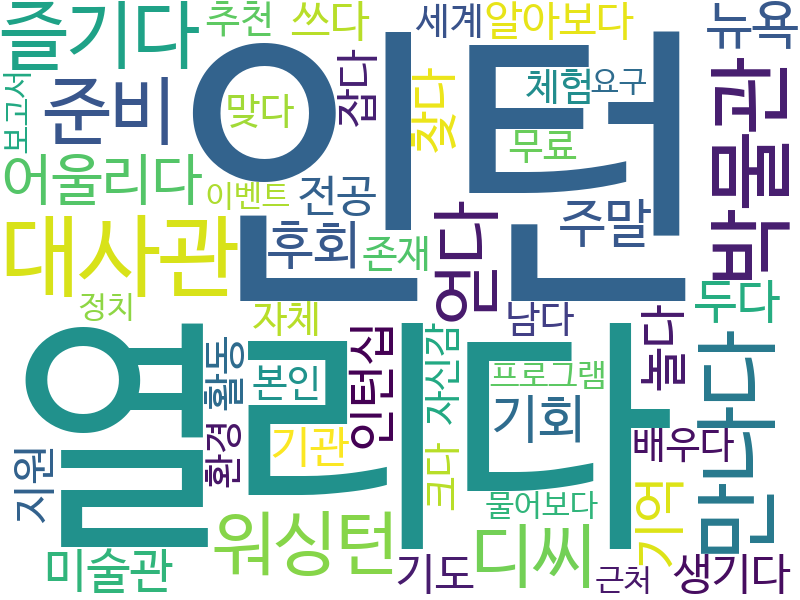 즐기다
추천
쓰다
세계
알아보다
뉴욕
보고서
준비
인턴
맞다
잡다
찾다
체험
요구
무료
박물관
어울리다
이벤트
전공
주말
대사관
후회
존재
얻다
두다
정치
자체
남다
열리다
활동
본인
인턴십
자신감
프로그램
놀다
만나다
기관
기회
환경
배우다
지원
크다
물어보다
기억
미술관
워싱턴
기도
디씨
근처
생기다